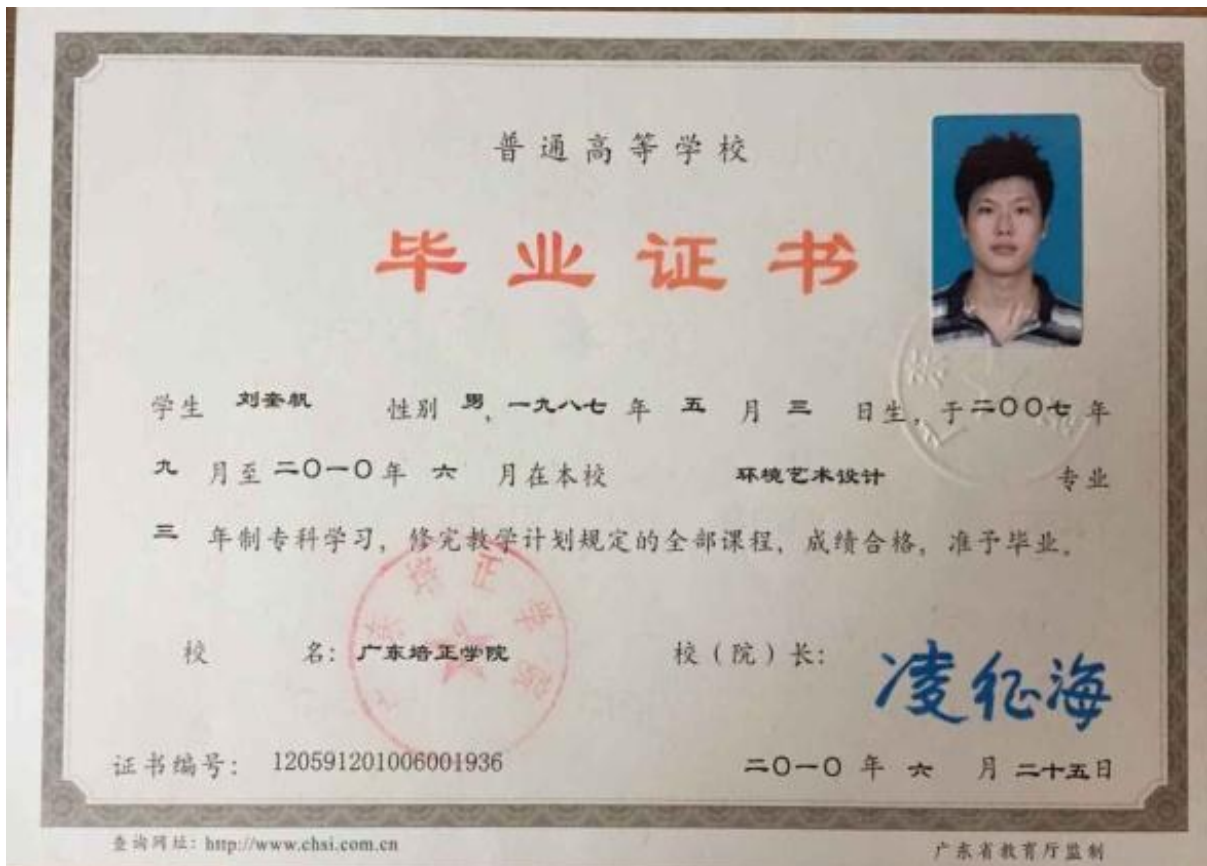 普通高等学校
毕业证书
学生 刘奎帆 性别 男, 一九八七 年 五 月 三 日生, 于二〇〇七年
九 月至二〇一〇年 六 月在本校 环境艺术设计 专业
三 年制专科学习, 修完教学计划规定的全部课程, 成绩合格, 准予毕业。
广东培正学院
校 名: 广东培正学院 校（院）长: 凌征海
证书编号: 120591201006001936 二〇一〇 年 六 月 二十五日
查询网址: http://www.chsi.com.cn 广东省教育厅监制